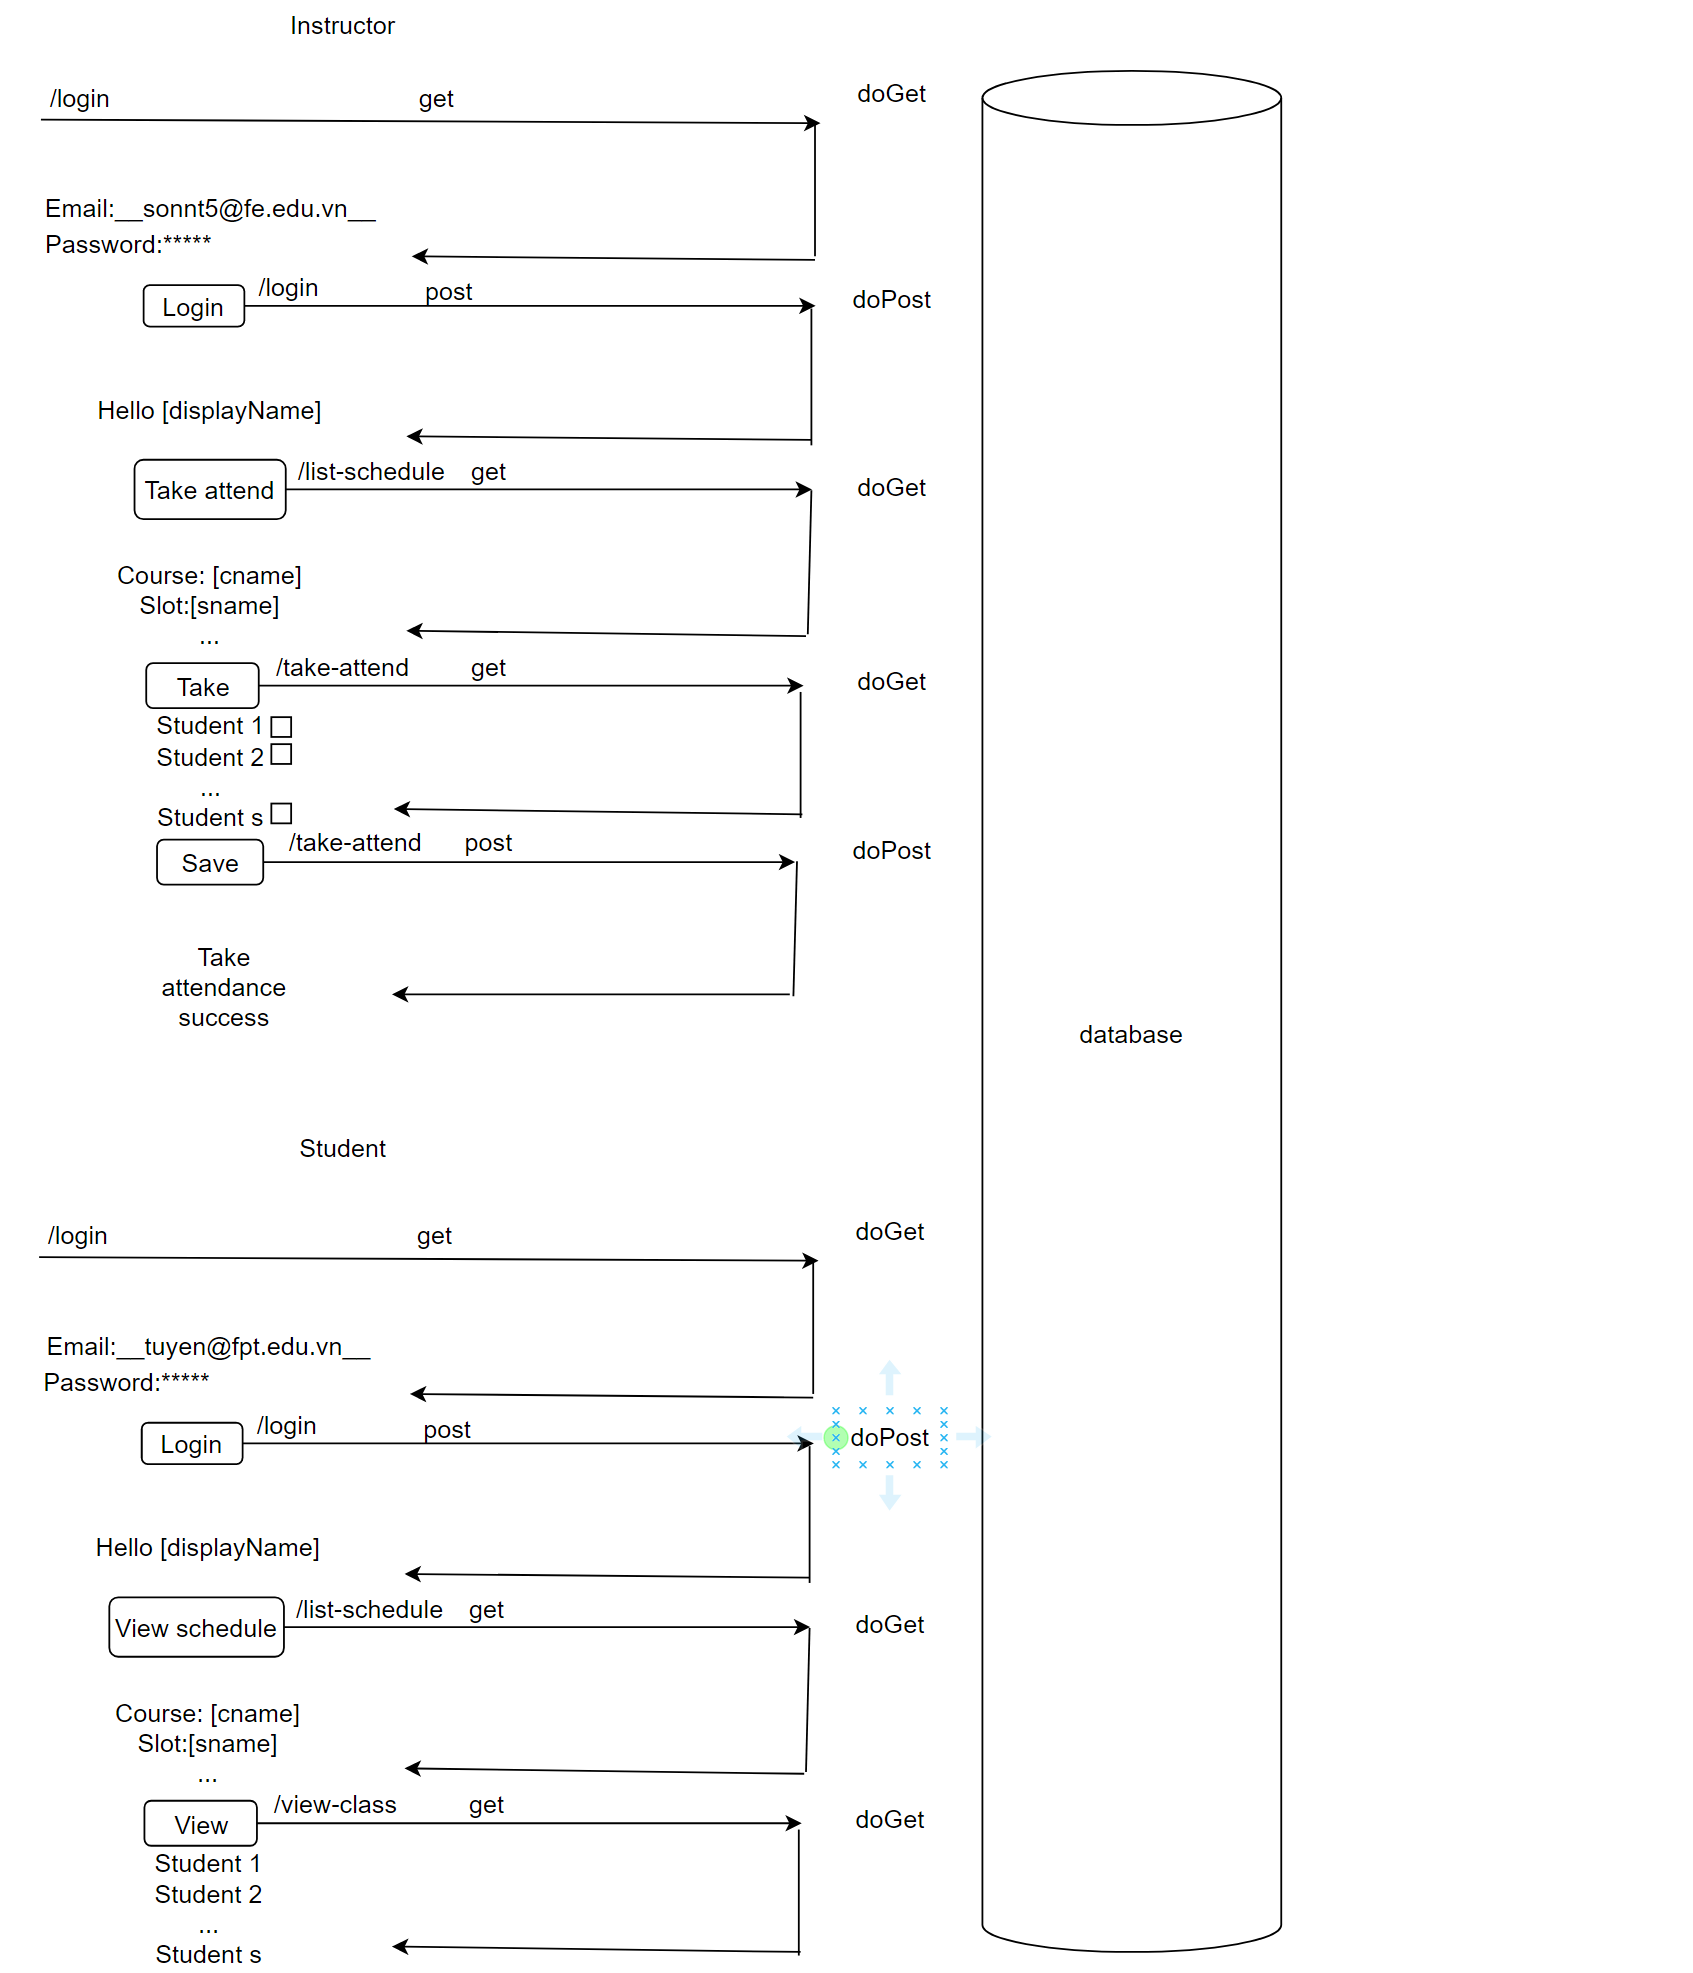 Instructor
/login get doGet
Email:__sonnt5@fe.edu.vn__
Password:*****
Login /login post doPost
Hello [displayName]
Take attend /list-schedule get doGet
Course: [cname]
Slot:[sname]
...
Take /take-attend get doGet
Student 1
Student 2
...
Student s
Save /take-attend post doPost
Take
attendance
success
database
Student
/login get doGet
Email:__tuyen@fpt.edu.vn__
Password:*****
Login /login post doPost
Hello [displayName]
View schedule /list-schedule get doGet
Course: [cname]
Slot:[sname]
...
View /view-class get doGet
Student 1
Student 2
...
Student s